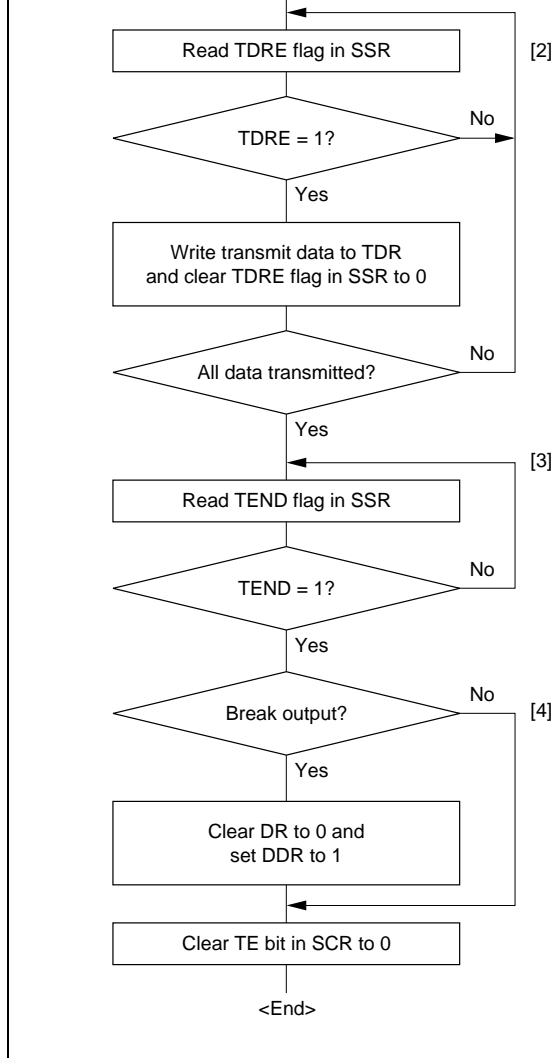 Read TDRE flag in SSR
[2]
TDRE = 1?
No
Yes
Write transmit data to TDR
and clear TDRE flag in SSR to 0
All data transmitted?
No
Yes
[3]
Read TEND flag in SSR
TEND = 1?
No
Yes
Break output?
No
[4]
Yes
Clear DR to 0 and
set DDR to 1
Clear TE bit in SCR to 0
<End>